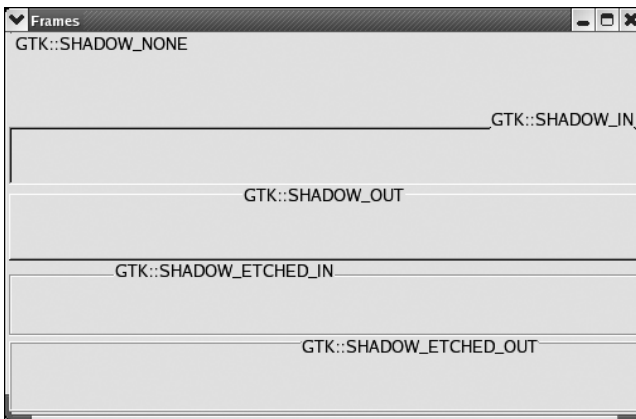 Frames
GTK::SHADOW_NONE
GTK::SHADOW_IN
GTK::SHADOW_OUT
GTK::SHADOW_ETCHED_IN
GTK::SHADOW_ETCHED_OUT